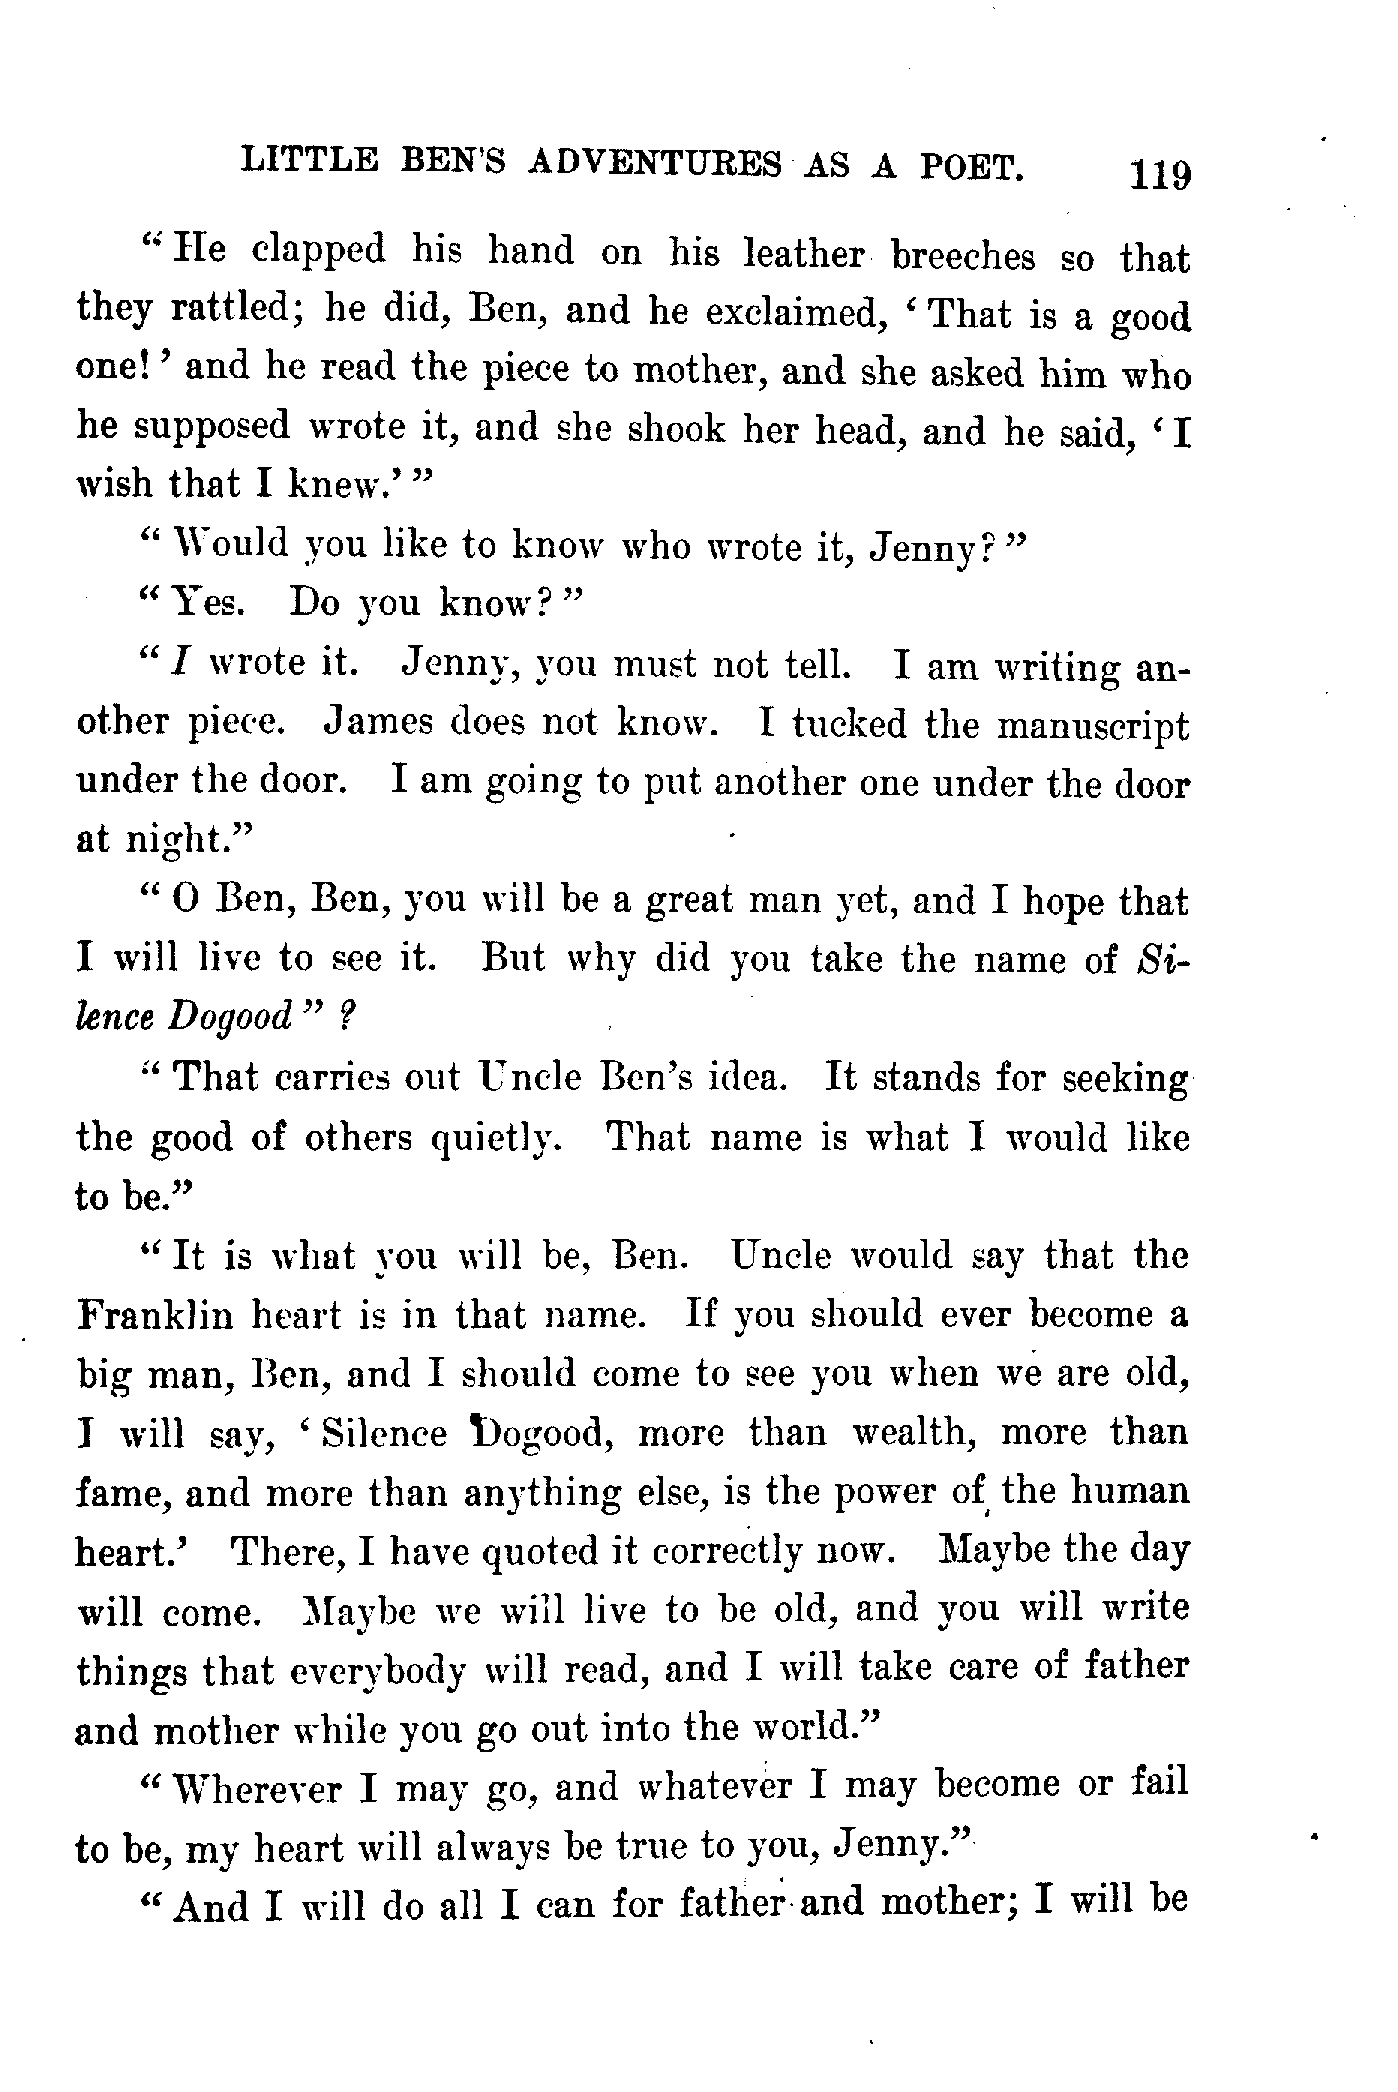 LITTLE BEN'S ADVENTURES AS A POET. 119
“ He clapped his hand on his leather breeches so that
they rattled; he did, Ben, and he exclaimed, ‘ That is a good
one! ’ and he read the piece to mother, and she asked him who
he supposed wrote it, and she shook her head, and he said, ‘ I
wish that I knew.’ ”
“ Would you like to know who wrote it, Jenny? ”
“ Yes. Do you know? ”
“ I wrote it. Jenny, you must not tell. I am writing an-
other piece. James does not know. I tucked the manuscript
under the door. I am going to put another one under the door
at night.”
“ O Ben, Ben, you will be a great man yet, and I hope that
I will live to see it. But why did you take the name of Si-
lence Dogood ” ?
“ That carries out Uncle Ben’s idea. It stands for seeking
the good of others quietly. That name is what I would like
to be.”
“ It is what you will be, Ben. Uncle would say that the
Franklin heart is in that name. If you should ever become a
big man, Ben, and I should come to see you when we are old,
I will say, ‘ Silence Dogood, more than wealth, more than
fame, and more than anything else, is the power of the human
heart.’ There, I have quoted it correctly now. Maybe the day
will come. Maybe we will live to be old, and you will write
things that everybody will read, and I will take care of father
and mother while you go out into the world.”
“ Wherever I may go, and whatever I may become or fail
to be, my heart will always be true to you, Jenny.”
“ And I will do all I can for father and mother; I will be